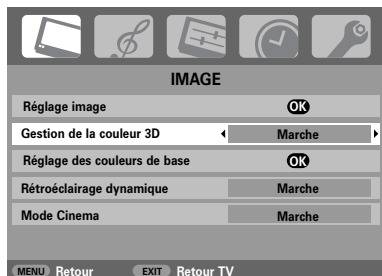 IMAGE
Réglage image OK
Gestion de la couleur 3D Marche
Réglage des couleurs de base OK
Rétroéclairage dynamique Marche
Mode Cinema Marche
MENU Retour EXIT Retour TV